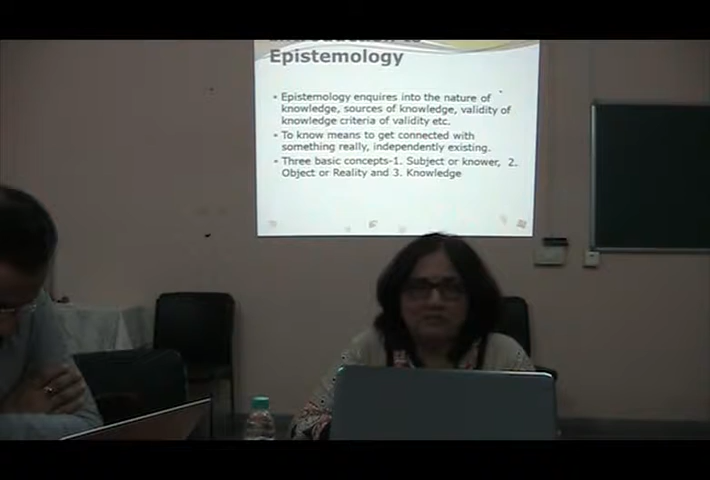 Introduction to
Epistemology
Epistemology enquires into the nature of
knowledge, sources of knowledge, validity of
knowledge criteria of validity etc.
To know means to get connected with
something really, independently existing.
Three basic concepts-1. Subject or knower, 2.
Object or Reality and 3. Knowledge